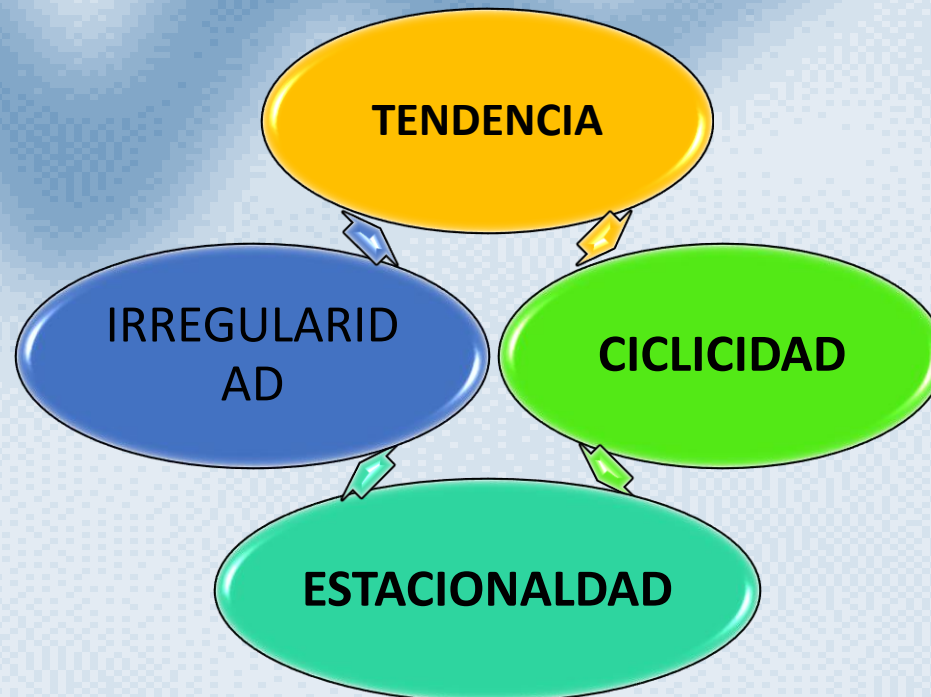 TENDENCIA
IRREGULARID
AD
CICLICIDAD
ESTACIONALDAD